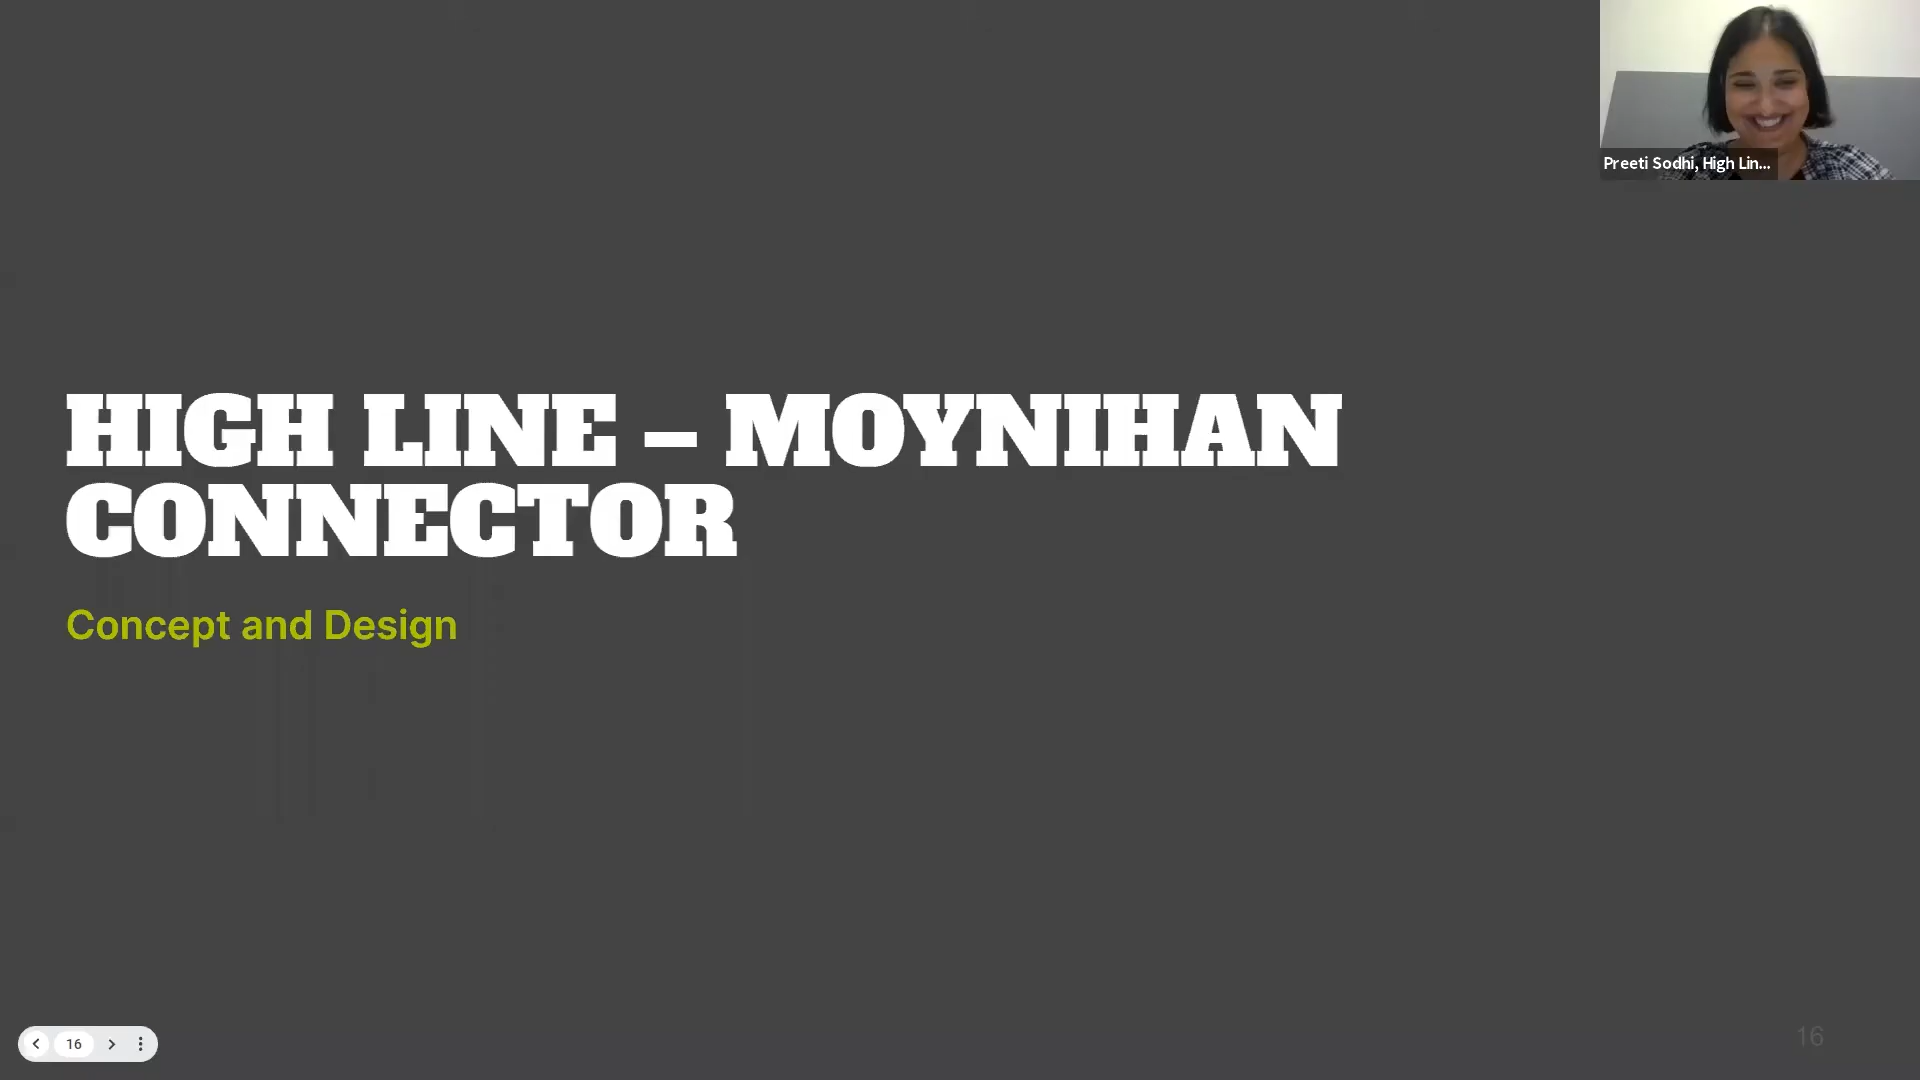 Preeti Sodhi, High Lin...
HIGH LINE – MOYNIHAN
CONNECTOR
Concept and Design
16
16